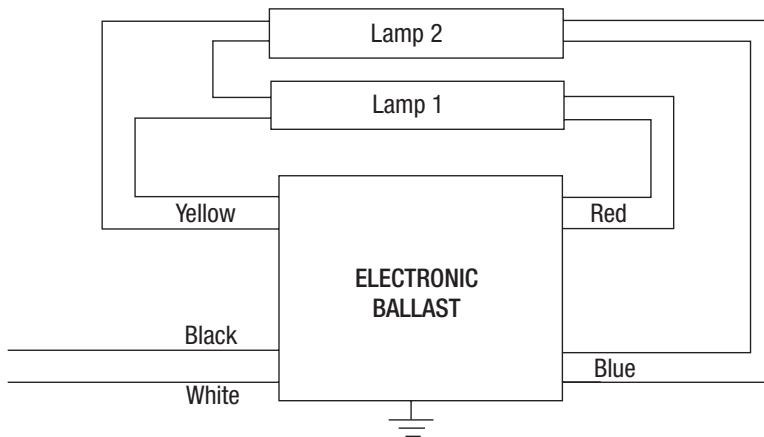 Lamp 2
Lamp 1
Yellow
Red
ELECTRONIC
BALLAST
Black
Blue
White